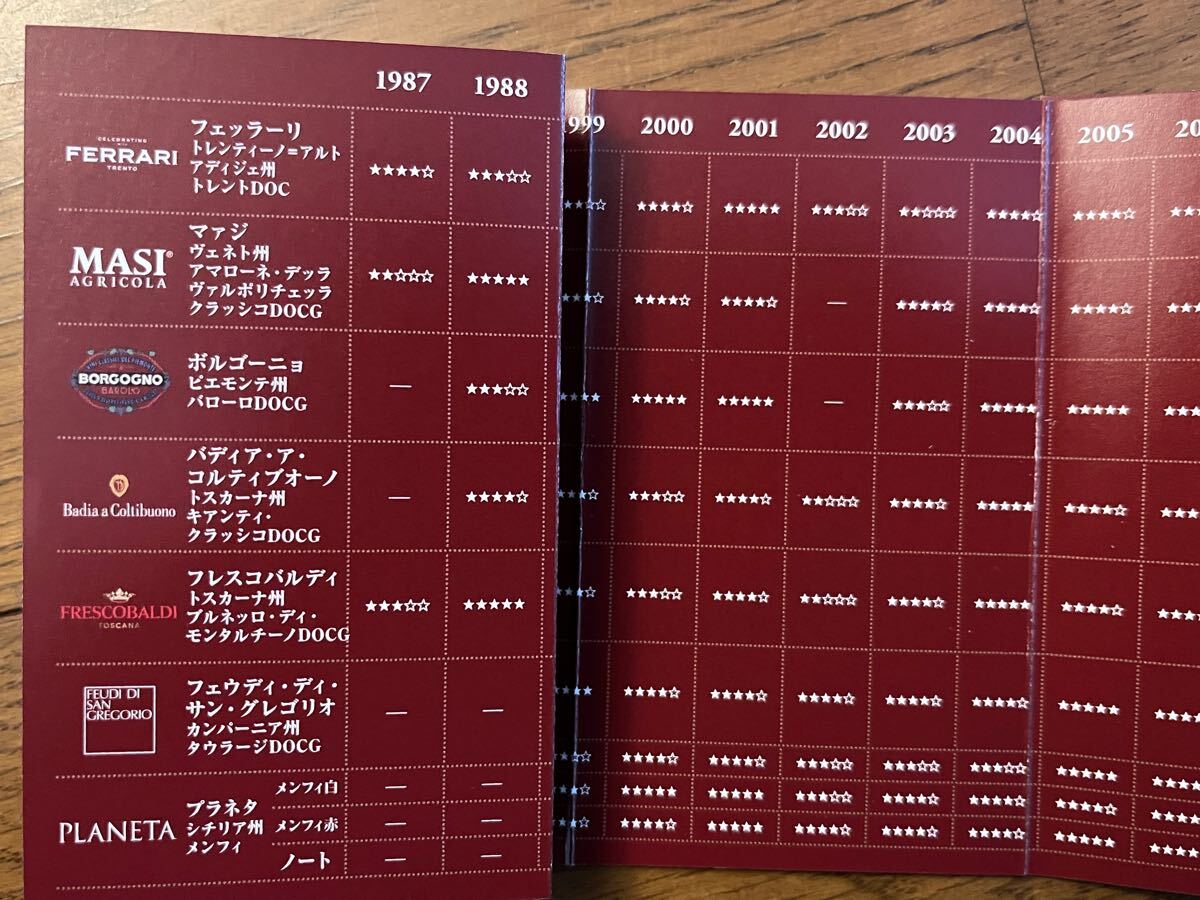 1987 1988
999 2000 2001 2002 2003 2004 2005 20
CELEBRATING
FERRARI
TRENTO
フェッラーリ
トレンティーノ=アルト
アディジェ州
トレントDOC
★★★★☆ ★★★☆☆
☆☆ ★★★★☆ ★★★★★ ★★★☆☆ ★★☆☆☆ ★★★★☆ ★★★★☆
MASI®
AGRICOLA
マァジ
ヴェネト州
アマローネ・デッラ
ヴァルポリチェッラ
クラッシコDOCG
★★☆☆☆ ★★★★★
★★☆ ★★★★☆ ★★★★☆ — ★★★★☆ ★★★★☆ ★★★★☆
BORGOGNO
BAROLO
ボルゴーニョ
ピエモンテ州
バローロDOCG
— ★★★☆☆
★★★ ★★★★★ ★★★★★ — ★★★☆☆ ★★★★★ ★★★★★
Badia a Coltibuono
バディア・ア・
コルティブオーノ
トスカーナ州
キアンティ・
クラッシコDOCG
— ★★★★☆
★★☆ ★★★☆☆ ★★★★☆ ★★☆☆☆ ★★★★☆ ★★★★★ ★★★★☆
FRESCOBALDI
TOSCANA
フレスコバルディ
トスカーナ州
ブルネッロ・ディ・
モンタルチーノDOCG
★★★☆☆ ★★★★★
★☆ ★★★☆☆ ★★★★☆ ★★☆☆☆ ★★★★☆ ★★★★★ ★★★★☆
FEUDI DI
SAN
GREGORIO
フェウディ・ディ・
サン・グレゴリオ
カンパーニア州
タウラージDOCG
— —
★★ ★★★★☆ ★★★★☆ ★★★★☆ ★★★★☆ ★★★★☆ ★★★★★
PLANETA
プラネタ
シチリア州
メンフィ
メンフィ白 — —
☆☆ ★★★★★ ★★★★☆ ★★★★☆ ★★★☆☆ ★★★☆☆ ★★★★★
メンフィ赤 — —
★☆ ★★★★★ ★★★★★ ★★★☆☆ ★★★★☆ ★★★★☆ ★★★★☆
ノート — —
★★☆ ★★★★☆ ★★★★★ ★★★★☆ ★★★★☆ ★★★★☆ ★★★★★